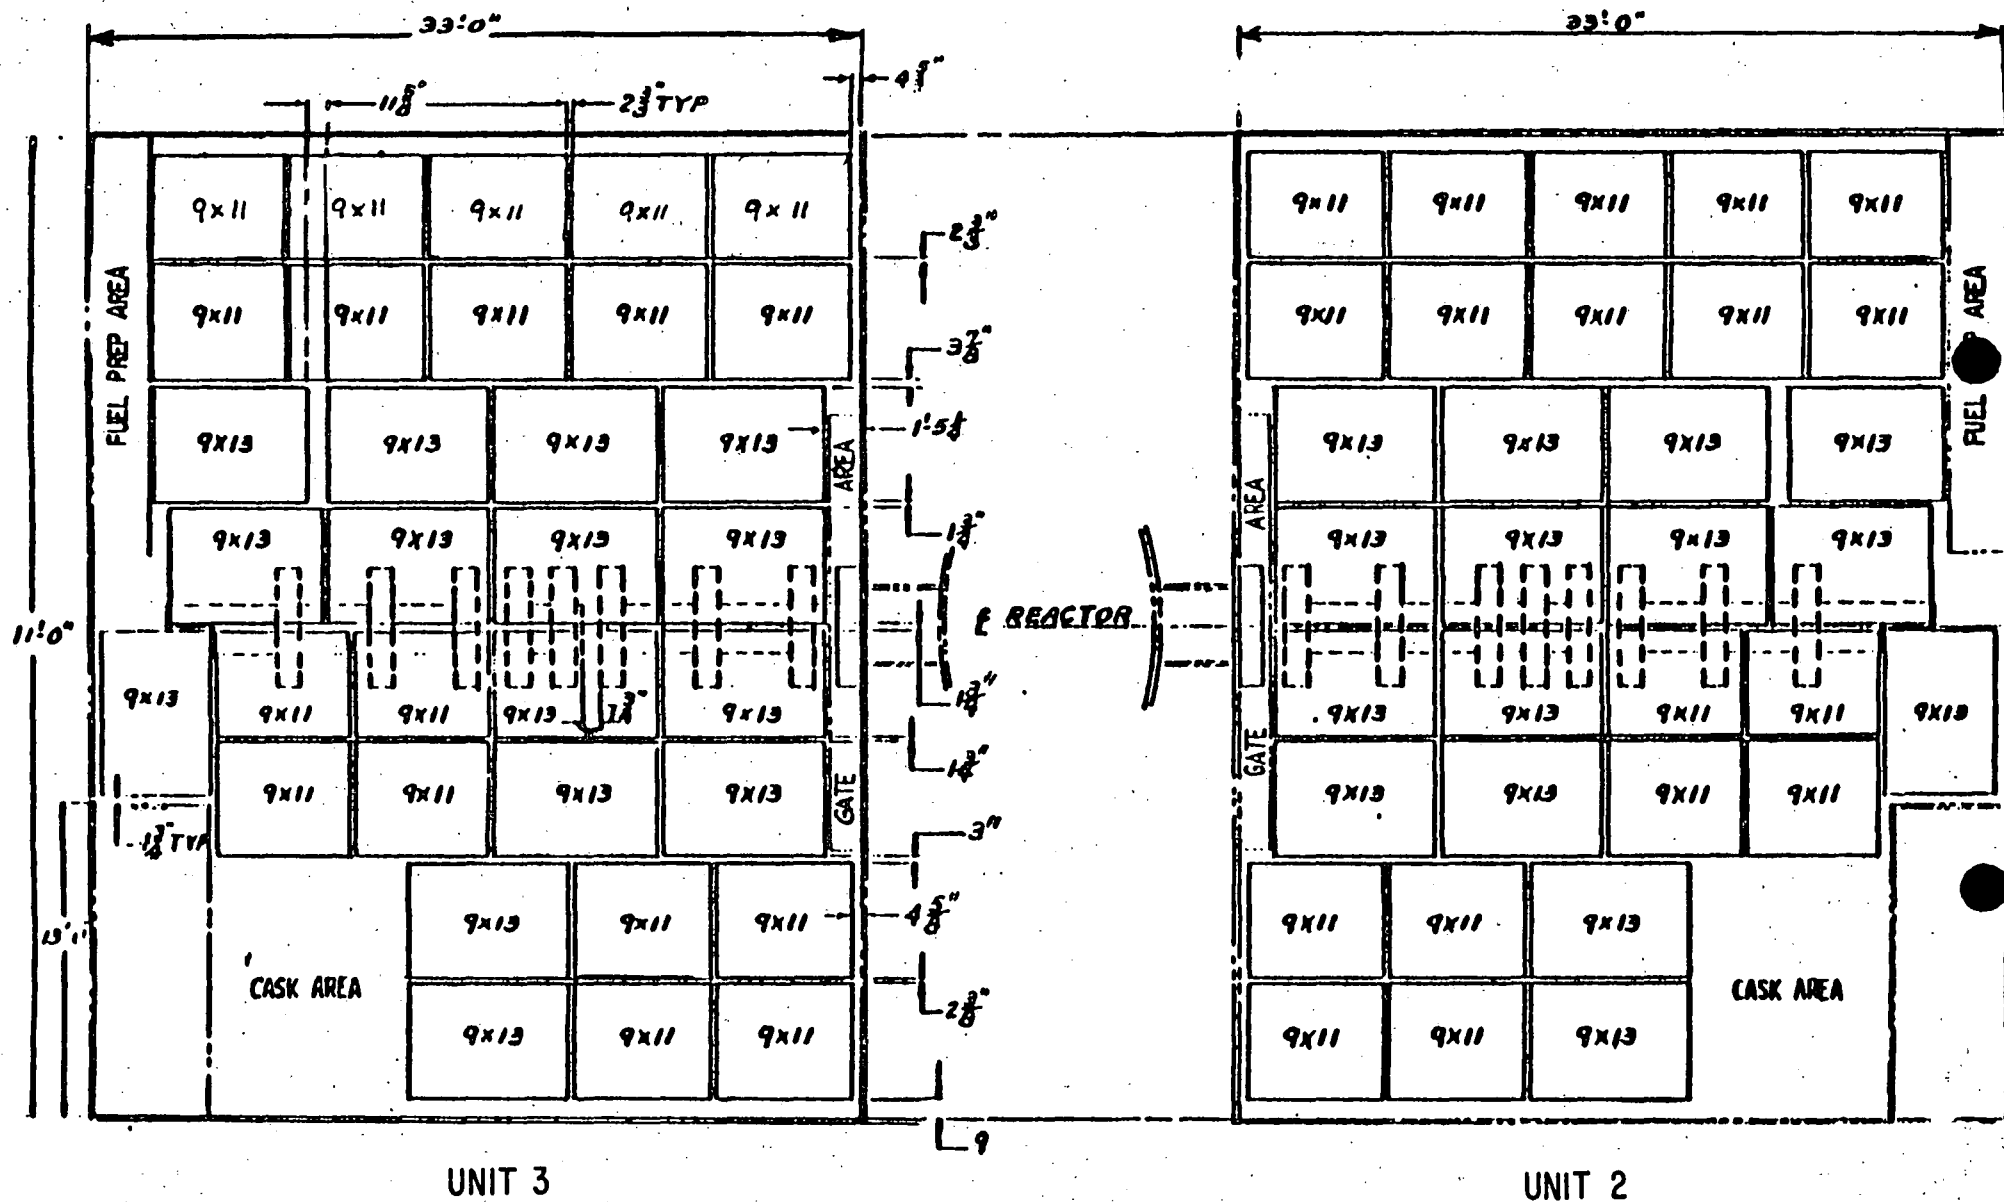 33'-0" 33'-0"
4 5/8"
11 5/8" 2 3/8" TYP
9x11 9x11 9x11 9x11 9x11 9x11 9x11 9x11 9x11 9x11
2 3/8"
FUEL PREP AREA
9x11 9x11 9x11 9x11 9x11 9x11 9x11 9x11 9x11 9x11
FUEL AREA
3 7/8"
9x13 9x13 9x13 9x13 9x13 9x13 9x13 9x13
1'-5 1/4
AREA AREA
9x13 9x13 9x13 9x13 9x13 9x13 9x13 9x13
1 3/4"
11'-0" REACTOR
9x13 9x11 9x11 9x13 1 3/4" 9x13 9x13 9x13 9x11 9x11 9x13
1 3/4"
GATE GATE
1 3/4"
9x11 9x11 9x13 9x13 9x13 9x13 9x11 9x11
1 3/4" TYP
3"
9x13 9x11 9x11 9x11 9x11 9x13
4 5/8"
13'1"
CASK AREA CASK AREA
2 3/8"
9x13 9x11 9x11 9x11 9x11 9x13
9
UNIT 3 UNIT 2